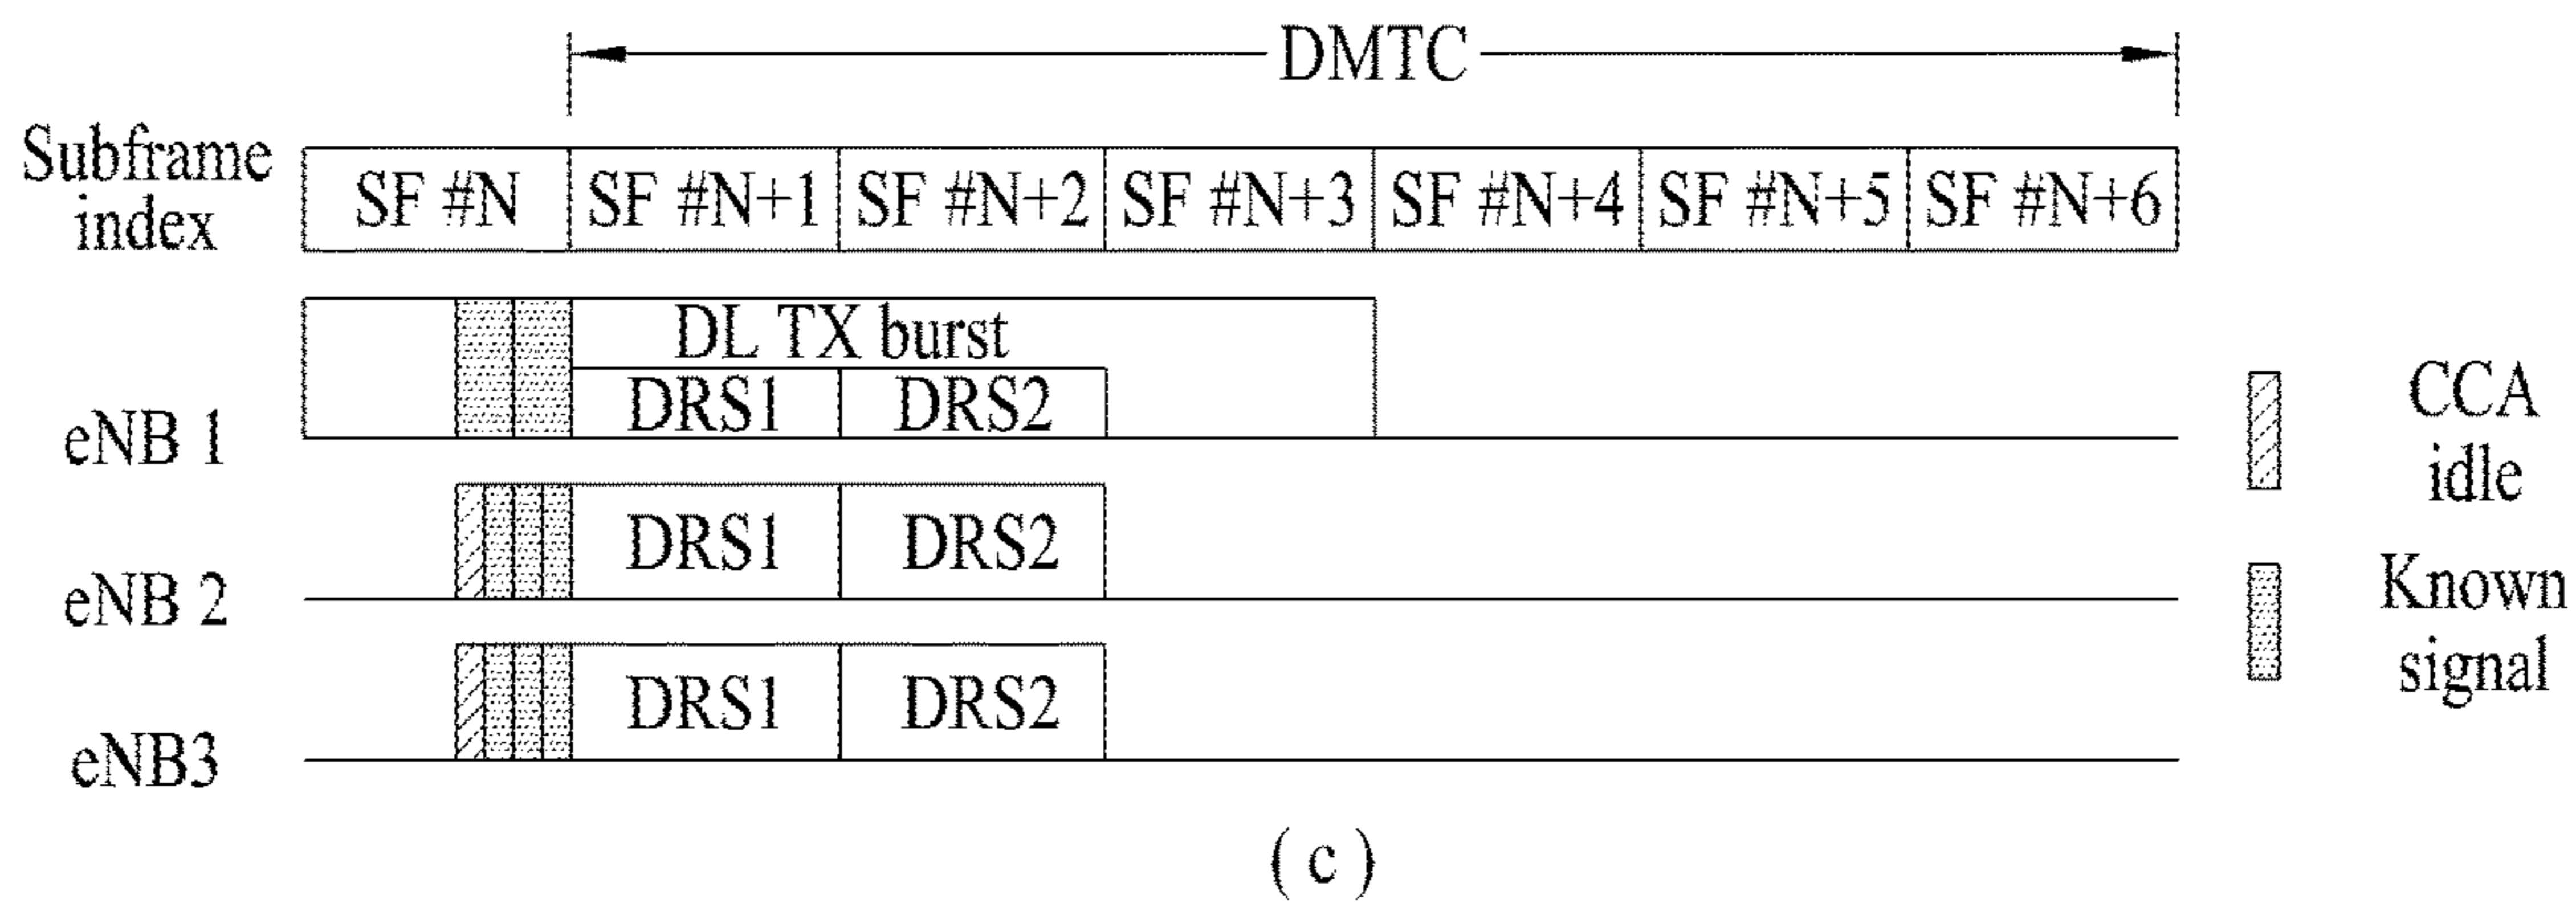 DMTC
Subframe
index
SF #N SF #N+1 SF #N+2 SF #N+3 SF #N+4 SF #N+5 SF #N+6
DL TX burst
eNB 1 DRS1 DRS2
CCA
idle
eNB 2 DRS1 DRS2
Known
signal
eNB3 DRS1 DRS2
( c )